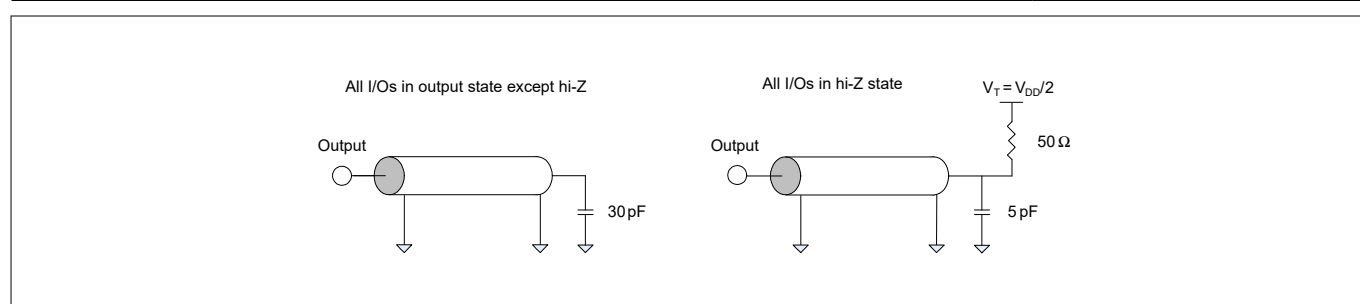 All I/Os in output state except hi-Z
Output
30 pF
All I/Os in hi-Z state
V_T = V_DD/2
Output
50 Ω
5 pF